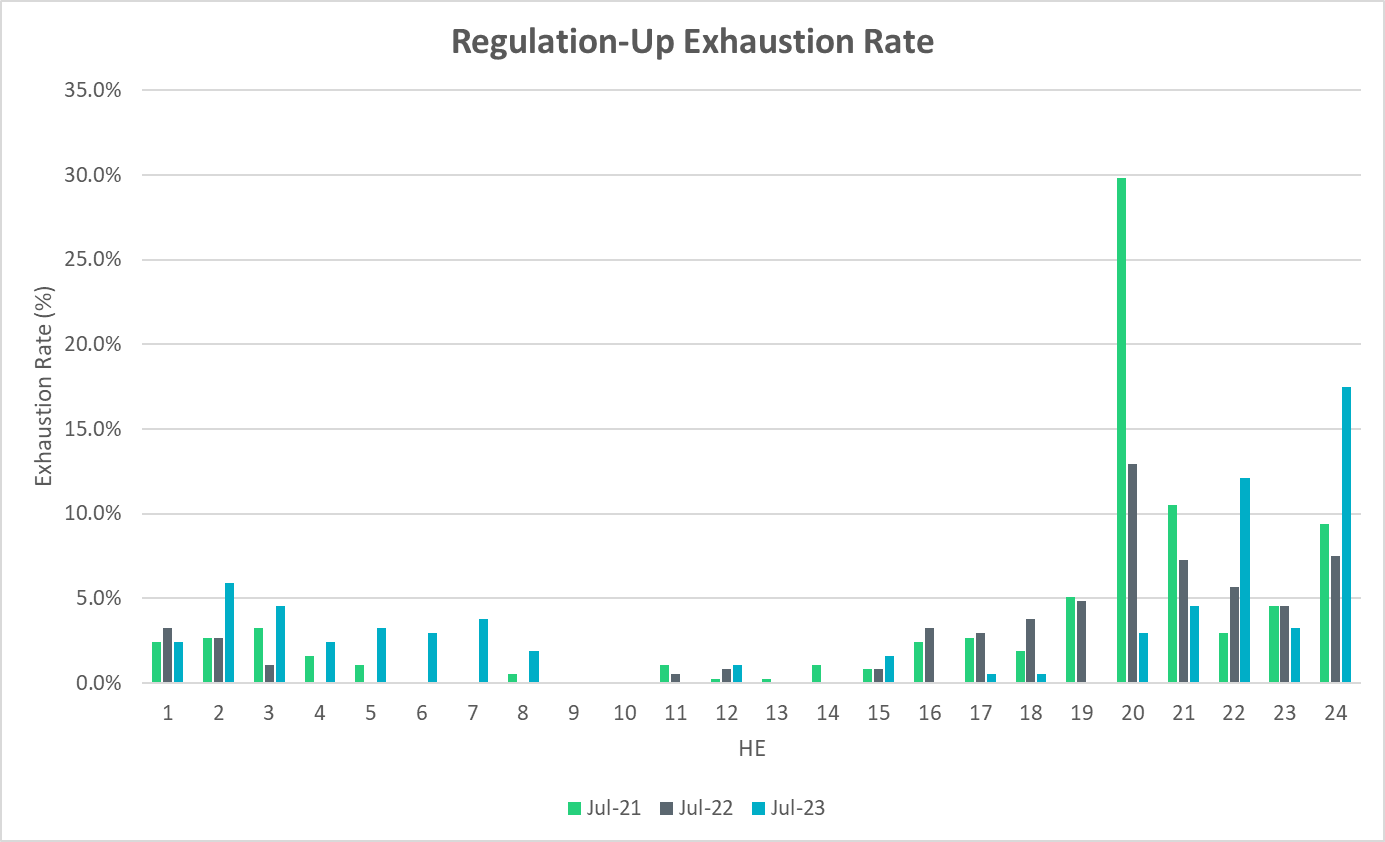 Regulation-Up Exhaustion Rate
35.0%
30.0%
25.0%
20.0%
15.0%
10.0%
5.0%
0.0%
Exhaustion Rate (%)
1 2 3 4 5 6 7 8 9 10 11 12 13 14 15 16 17 18 19 20 21 22 23 24
HE
Jul-21 Jul-22 Jul-23